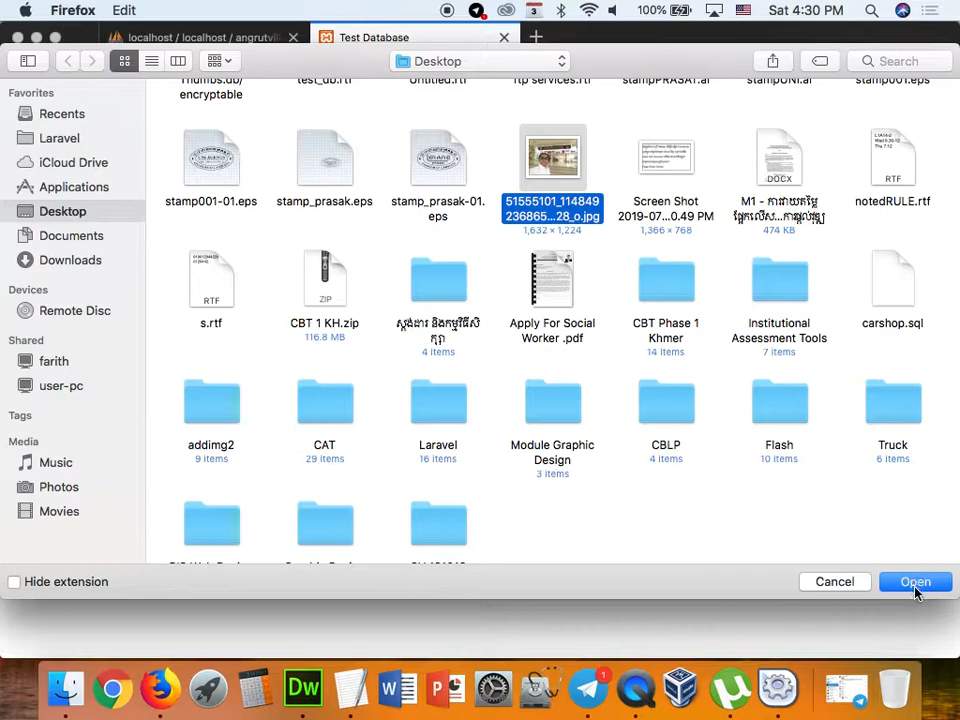 Firefox Edit 3 100% Sat 4:30 PM
localhost / localhost / angrutvill Test Database
Desktop Search
Favorites
Recents
Laravel
iCloud Drive
Applications
Desktop
Documents
Downloads
Devices
Remote Disc
Shared
farith
user-pc
Tags
Media
Music
Photos
Movies
Thumbs.db/ test_db.rtf Untitled.rtf ftp services.rtf stampPRASAT.ai stampUNI.ai stamp001.eps
encryptable
DOCX RTF
stamp001-01.eps stamp_prasak.eps stamp_prasak-01. 51555101_114849 Screen Shot notedRULE.rtf
eps 236865...28_o.jpg 2019-07...0.49 PM
1,632 × 1,224 1,366 × 768 474 KB
RTF ZIP
s.rtf CBT 1 KH.zip Apply For Social CBT Phase 1 Institutional carshop.sql
116.8 MB Worker .pdf Khmer Assessment Tools
4 items 14 items 7 items
addimg2 CAT Laravel Module Graphic CBLP Flash Truck
9 items 29 items 16 items Design 4 items 10 items 6 items
3 items
Hide extension Cancel Open
Dw W P 1